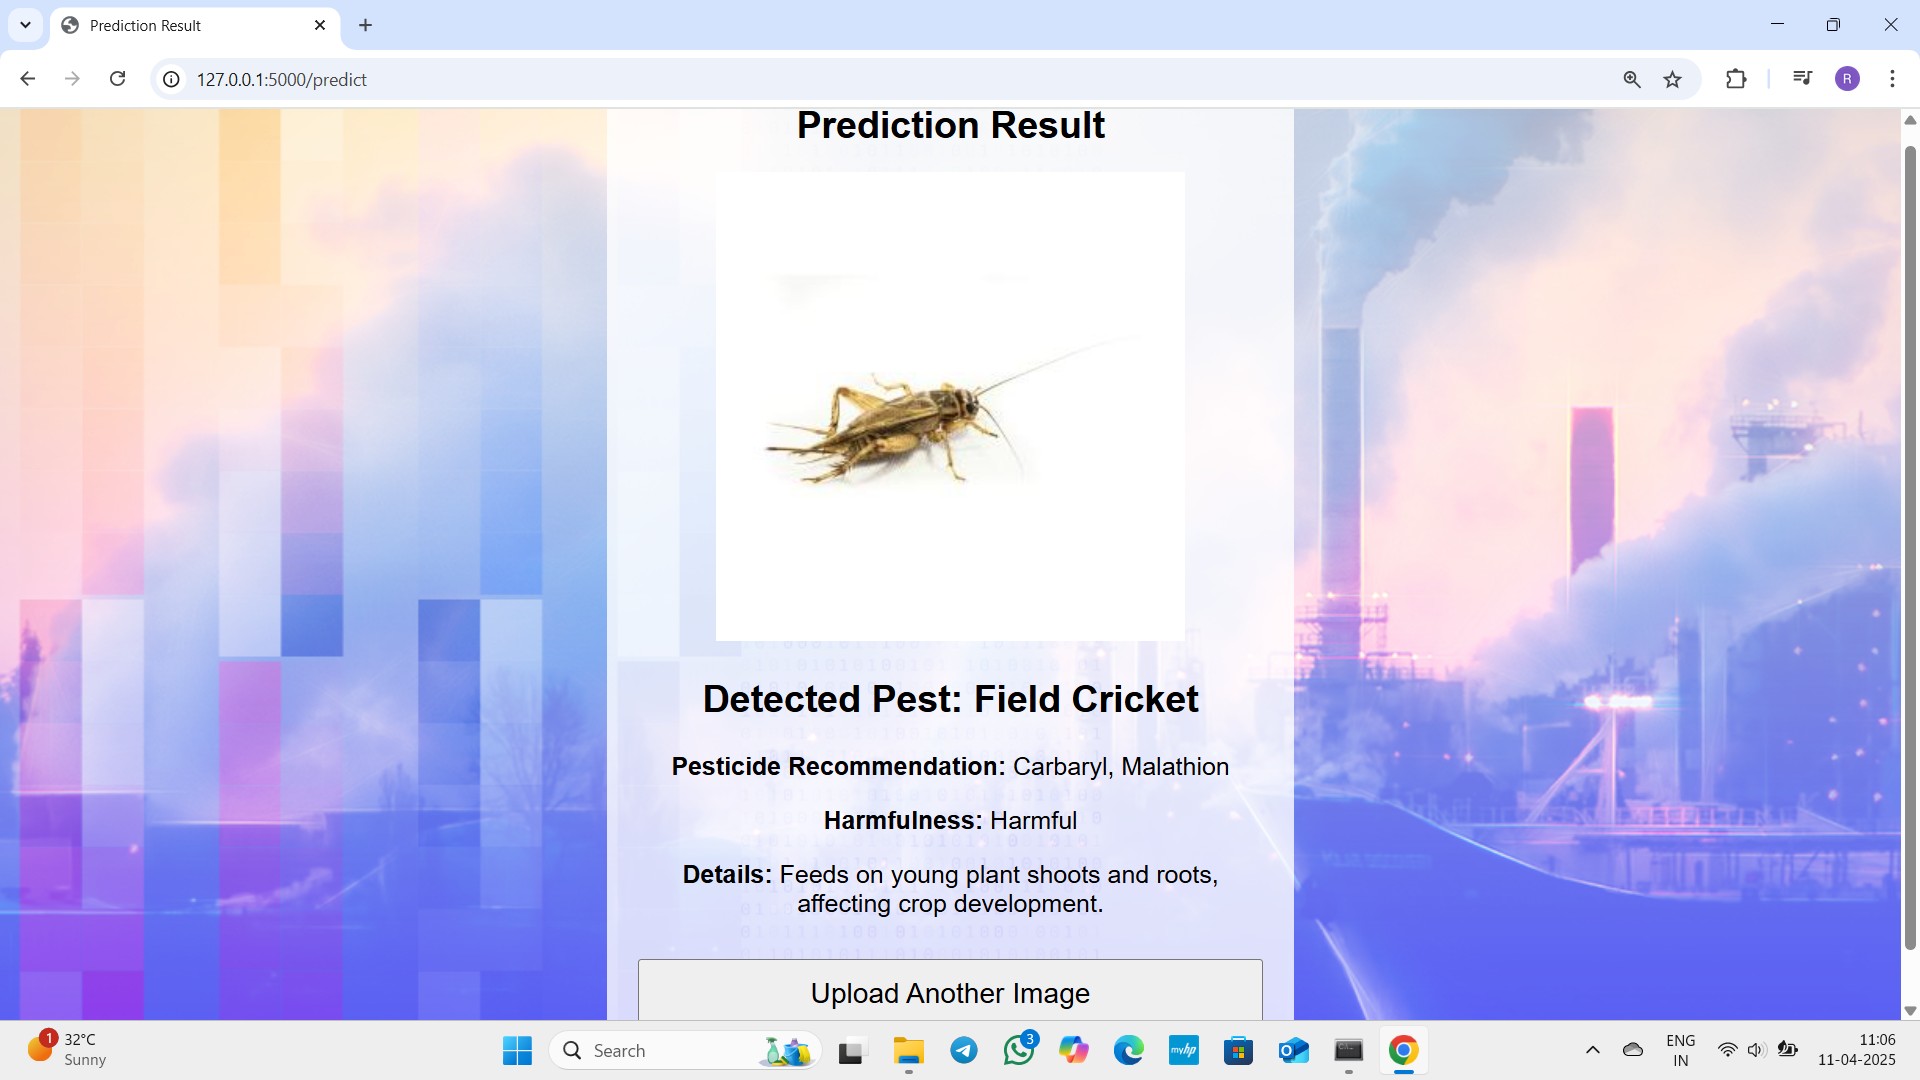 Prediction Result
127.0.0.1:5000/predict
R
Prediction Result
Detected Pest: Field Cricket
Pesticide Recommendation: Carbaryl, Malathion
Harmfulness: Harmful
Details: Feeds on young plant shoots and roots,
affecting crop development.
Upload Another Image
1
32°C
Sunny
Search
3
myhp
ENG
IN
11:06
11-04-2025